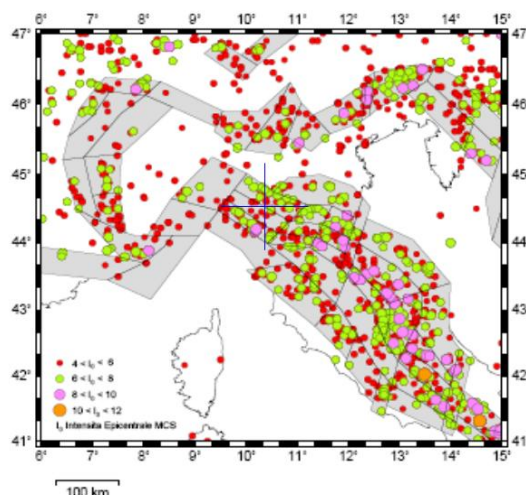 6° 7° 8° 9° 10° 11° 12° 13° 14° 15°
47° 47°
46° 46°
45° 45°
44° 44°
43° 43°
42° 42°
41° 41°
4 < I₀ < -6
6 < I₀ < -8
8 < I₀ < -10
10 < I₀ < 12
I₀ Intensita Epicentrale MCS
6° 7° 8° 9° 10° 11° 12° 13° 14° 15°
100 km